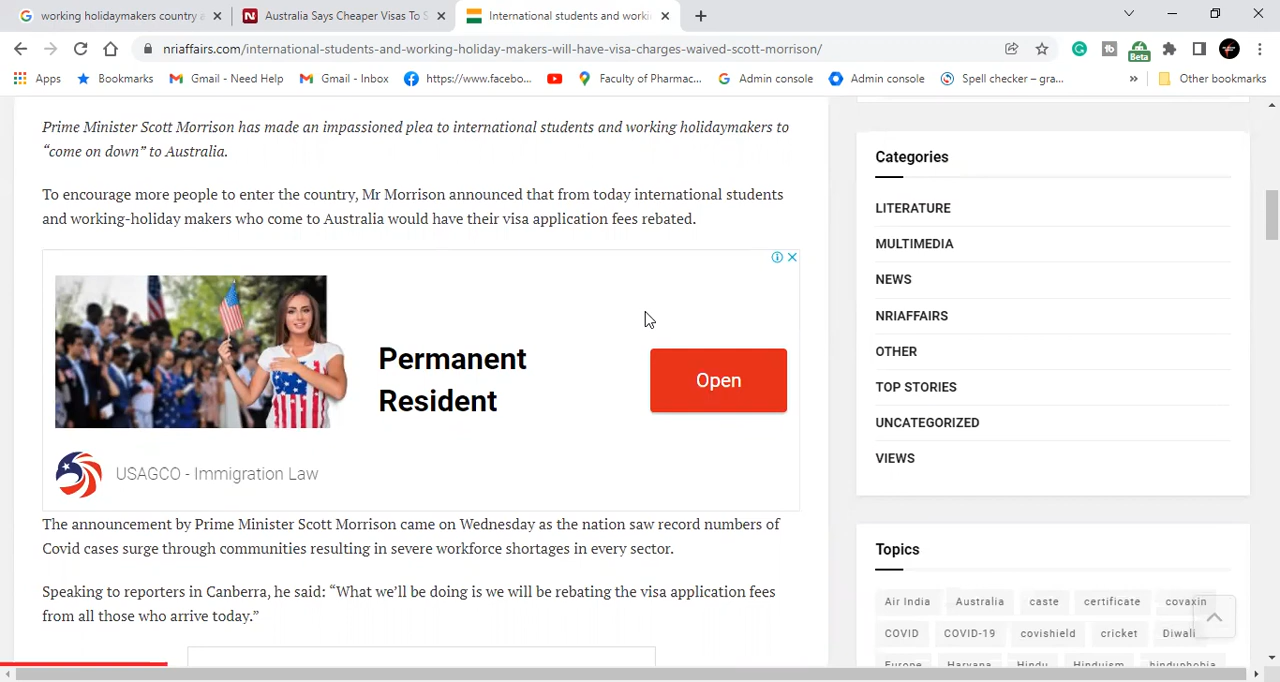 working holidaymakers country a
Australia Says Cheaper Visas To S
International students and worki
nriaffairs.com/international-students-and-working-holiday-makers-will-have-visa-charges-waived-scott-morrison/
Beta
Apps
Bookmarks
Gmail - Need Help
Gmail - Inbox
https://www.facebo...
Faculty of Pharmac...
Admin console
Admin console
Spell checker – gra...
»
Other bookmarks
Prime Minister Scott Morrison has made an impassioned plea to international students and working holidaymakers to
“come on down” to Australia.
To encourage more people to enter the country, Mr Morrison announced that from today international students
and working-holiday makers who come to Australia would have their visa application fees rebated.
Permanent
Resident
Open
USAGCO - Immigration Law
The announcement by Prime Minister Scott Morrison came on Wednesday as the nation saw record numbers of
Covid cases surge through communities resulting in severe workforce shortages in every sector.
Speaking to reporters in Canberra, he said: “What we’ll be doing is we will be rebating the visa application fees
from all those who arrive today.”
Categories
LITERATURE
MULTIMEDIA
NEWS
NRIAFFAIRS
OTHER
TOP STORIES
UNCATEGORIZED
VIEWS
Topics
Air India Australia caste certificate covaxin
COVID COVID-19 covishield cricket Diwali
Europe Haryana Hindu Hinduism hinduphobia